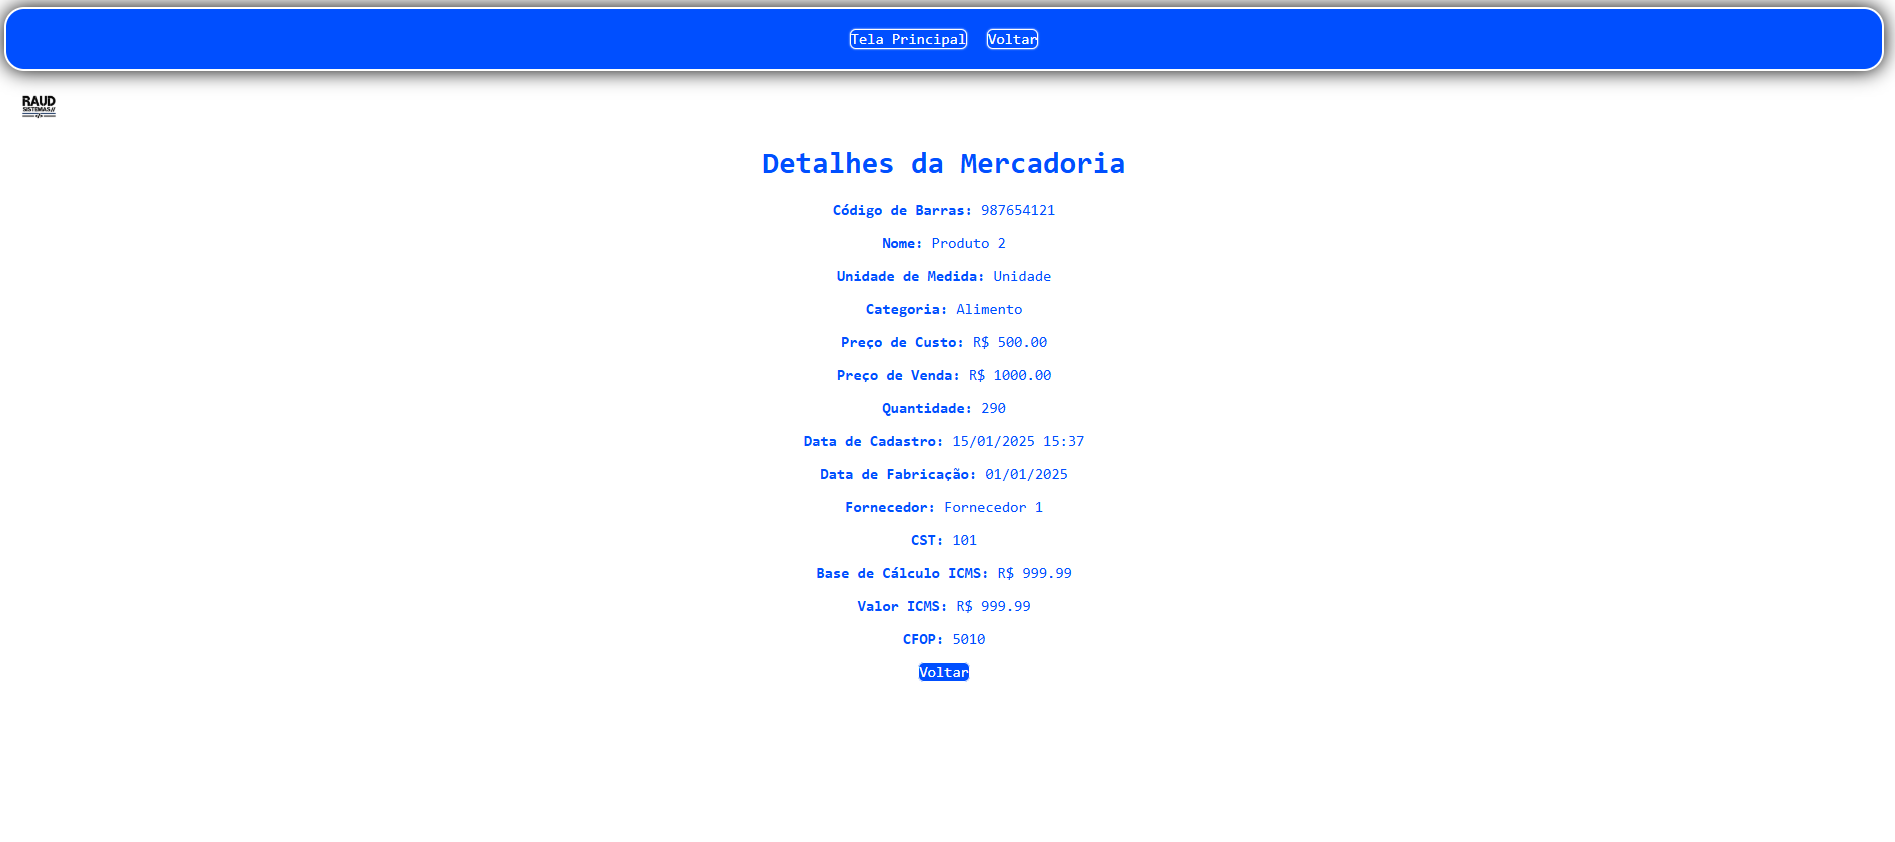 Tela Principal Voltar
RAUD
SISTEMAS//
</>
Detalhes da Mercadoria
Código de Barras: 987654121
Nome: Produto 2
Unidade de Medida: Unidade
Categoria: Alimento
Preço de Custo: R$ 500.00
Preço de Venda: R$ 1000.00
Quantidade: 290
Data de Cadastro: 15/01/2025 15:37
Data de Fabricação: 01/01/2025
Fornecedor: Fornecedor 1
CST: 101
Base de Cálculo ICMS: R$ 999.99
Valor ICMS: R$ 999.99
CFOP: 5010
Voltar